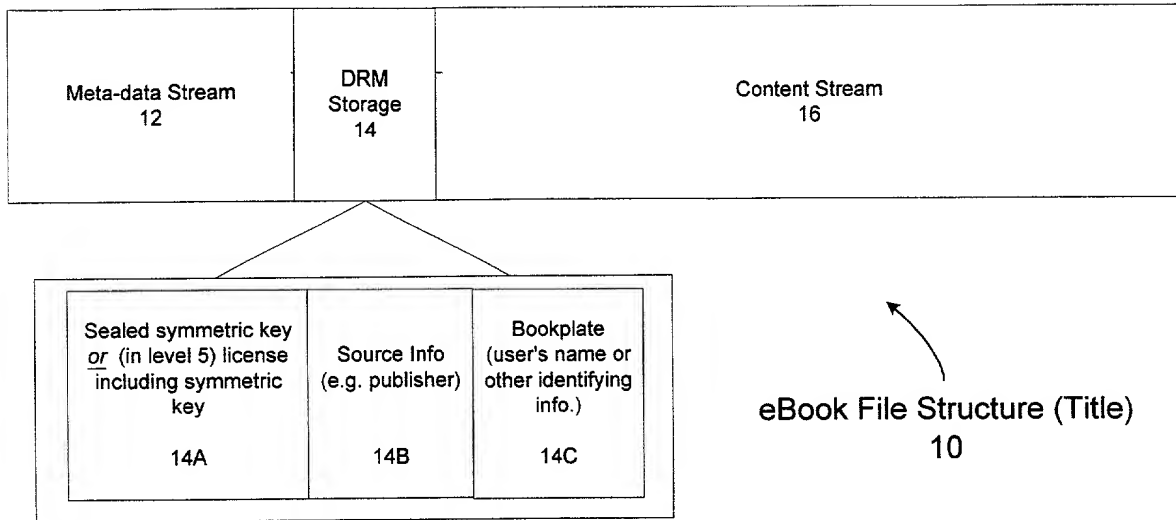 Meta-data Stream
12
DRM
Storage
14
Content Stream
16
Sealed symmetric key
or (in level 5) license
including symmetric
key
14A
Source Info
(e.g. publisher)
14B
Bookplate
(user's name or
other identifying
info.)
14C
eBook File Structure (Title)
10